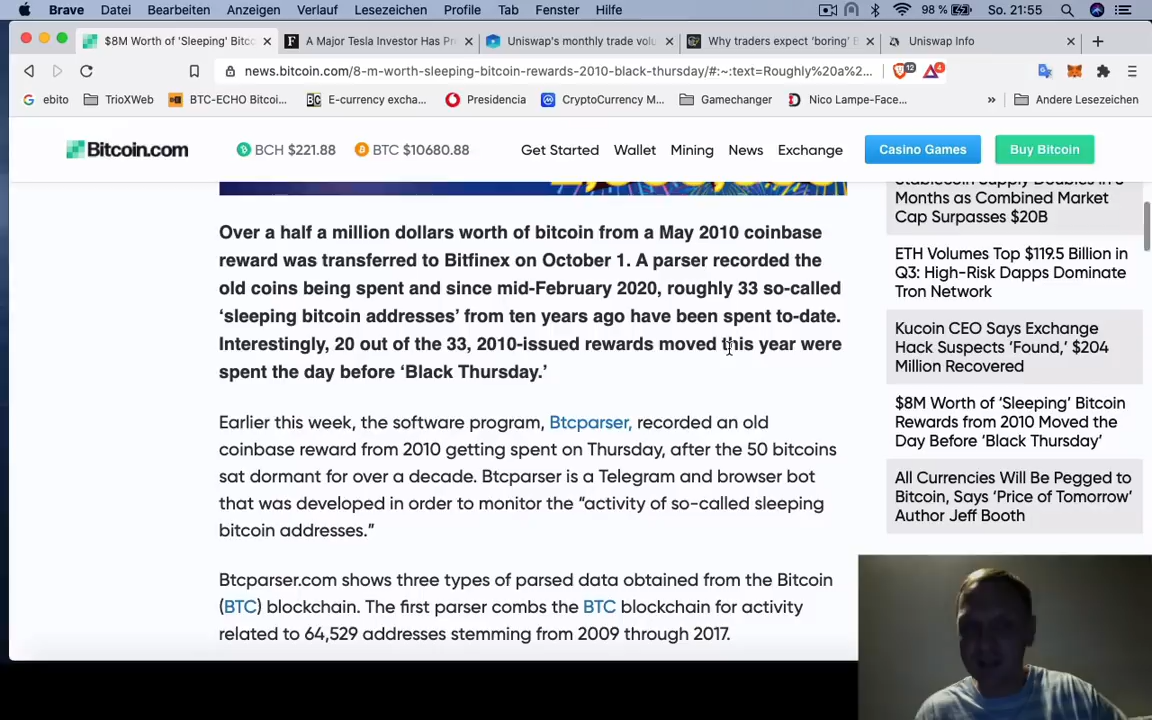 Brave Datei Bearbeiten Anzeigen Verlauf Lesezeichen Profile Tab Fenster Hilfe 98 % So. 21:55
$8M Worth of 'Sleeping' Bitcc × A Major Tesla Investor Has Pr × Uniswap's monthly trade volu × Why traders expect 'boring' B × Uniswap Info × +
news.bitcoin.com/8-m-worth-sleeping-bitcoin-rewards-2010-black-thursday/#:~:text=Roughly%20a%2... 12 4
ebito TrioXWeb BTC-ECHO Bitcoi... E-currency excha... Presidencia CryptoCurrency M... Gamechanger Nico Lampe-Face... » Andere Lesezeichen
Bitcoin.com BCH $221.88 BTC $10680.88 Get Started Wallet Mining News Exchange Casino Games Buy Bitcoin
Over a half a million dollars worth of bitcoin from a May 2010 coinbase
reward was transferred to Bitfinex on October 1. A parser recorded the
old coins being spent and since mid-February 2020, roughly 33 so-called
‘sleeping bitcoin addresses’ from ten years ago have been spent to-date.
Interestingly, 20 out of the 33, 2010-issued rewards moved this year were
spent the day before ‘Black Thursday.’
Earlier this week, the software program, Btcparser, recorded an old
coinbase reward from 2010 getting spent on Thursday, after the 50 bitcoins
sat dormant for over a decade. Btcparser is a Telegram and browser bot
that was developed in order to monitor the “activity of so-called sleeping
bitcoin addresses.”
Btcparser.com shows three types of parsed data obtained from the Bitcoin
(BTC) blockchain. The first parser combs the BTC blockchain for activity
related to 64,529 addresses stemming from 2009 through 2017.
Stablecoin Supply Doubles in 3
Months as Combined Market
Cap Surpasses $20B
ETH Volumes Top $119.5 Billion in
Q3: High-Risk Dapps Dominate
Tron Network
Kucoin CEO Says Exchange
Hack Suspects ‘Found,’ $204
Million Recovered
$8M Worth of ‘Sleeping’ Bitcoin
Rewards from 2010 Moved the
Day Before ‘Black Thursday’
All Currencies Will Be Pegged to
Bitcoin, Says ‘Price of Tomorrow’
Author Jeff Booth